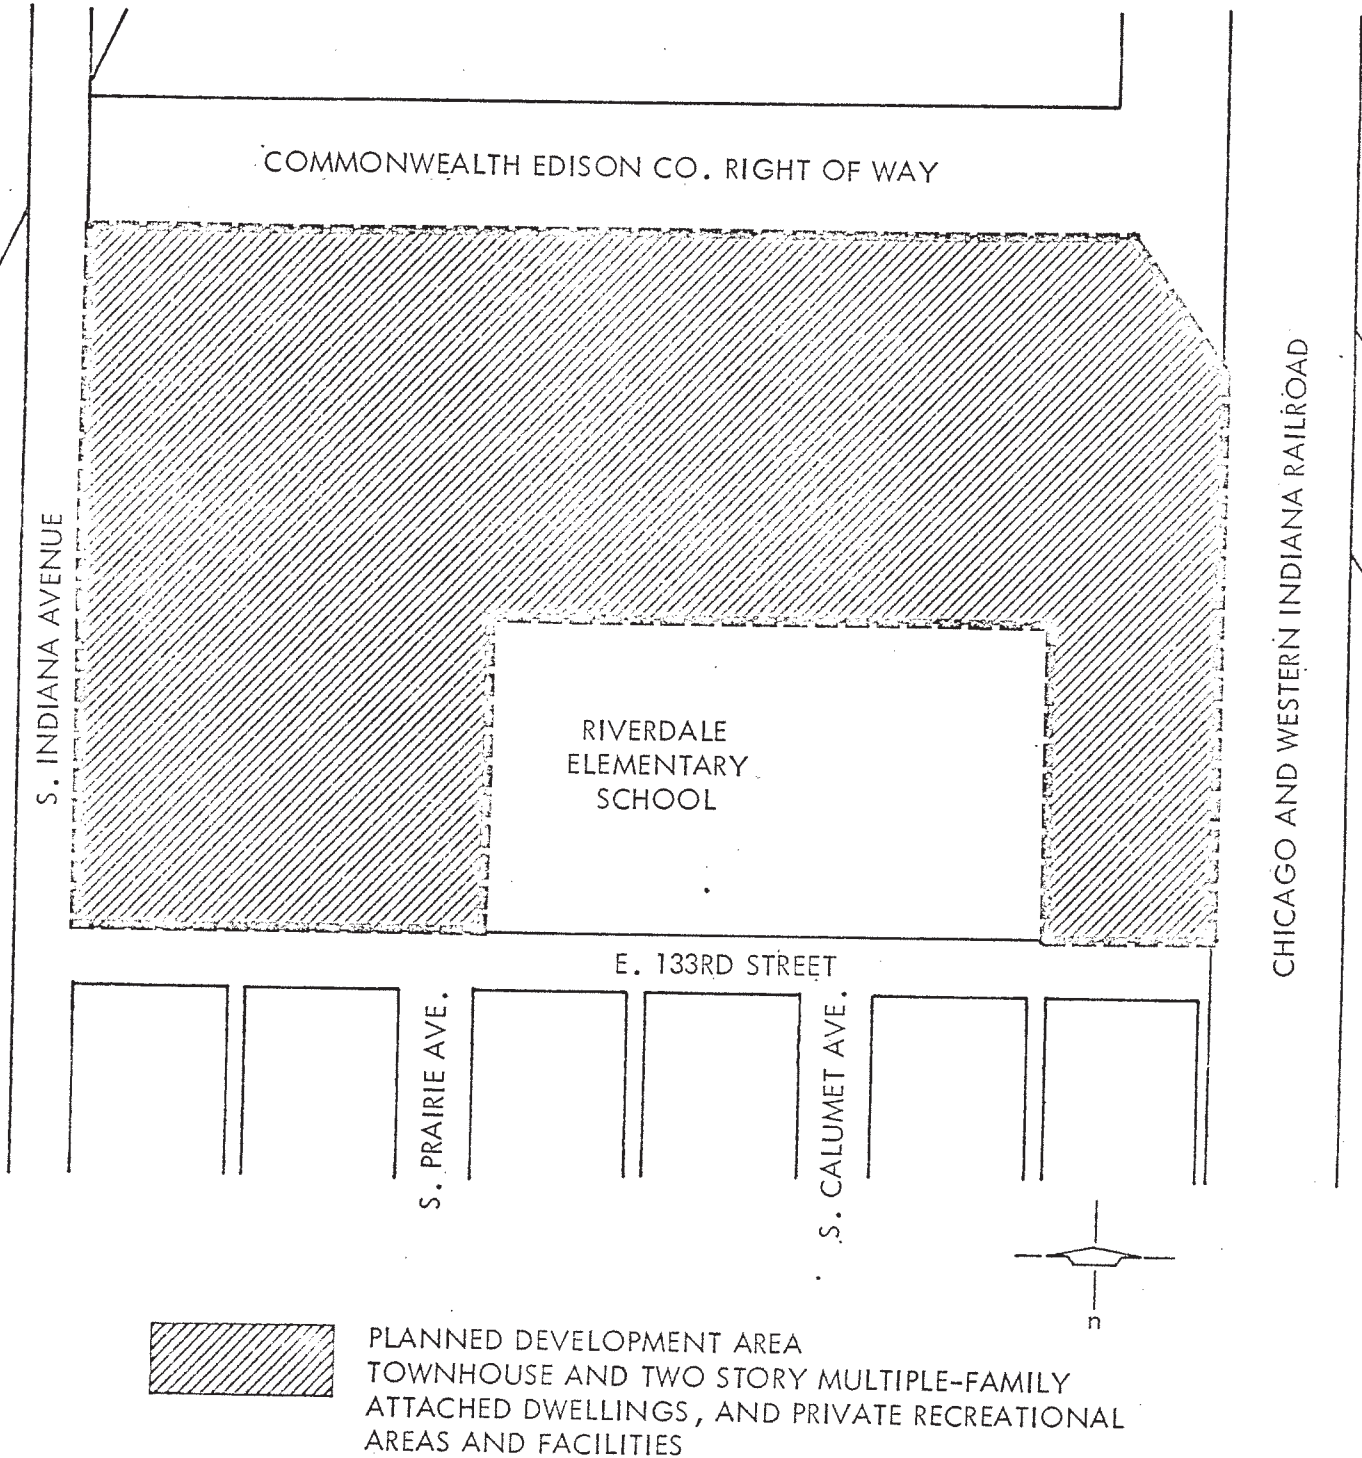 COMMONWEALTH EDISON CO. RIGHT OF WAY
S. INDIANA AVENUE
CHICAGO AND WESTERN INDIANA RAILROAD
RIVERDALE
ELEMENTARY
SCHOOL
E. 133RD STREET
S. PRAIRIE AVE.
S. CALUMET AVE.
n
PLANNED DEVELOPMENT AREA
TOWNHOUSE AND TWO STORY MULTIPLE-FAMILY
ATTACHED DWELLINGS, AND PRIVATE RECREATIONAL
AREAS AND FACILITIES